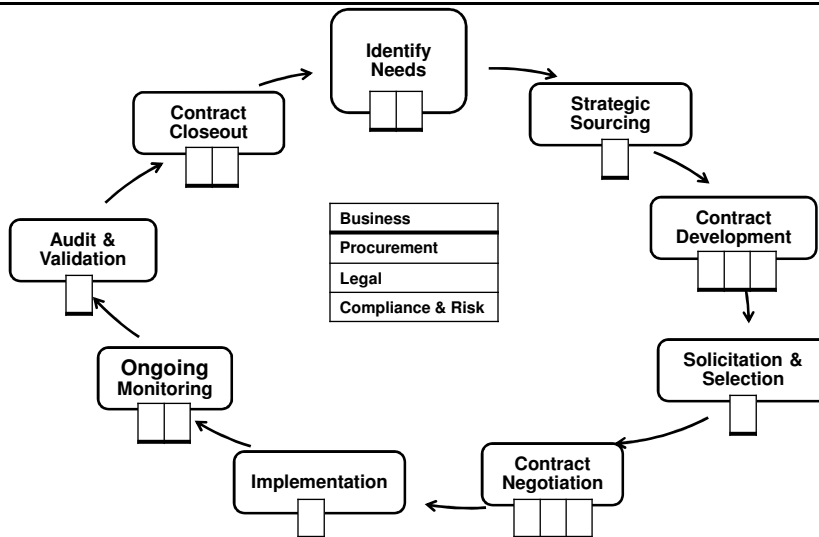 Identify
Needs
Strategic
Sourcing
Contract
Development
Solicitation &
Selection
Contract
Negotiation
Implementation
Ongoing
Monitoring
Audit &
Validation
Contract
Closeout
Business
Procurement
Legal
Compliance & Risk